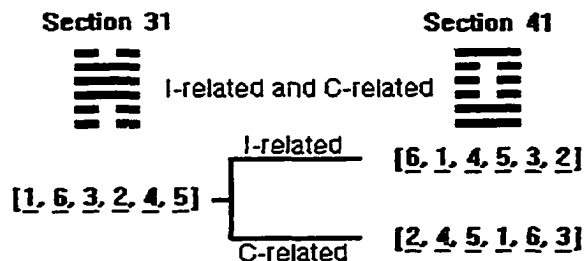 Section 31 Section 41
I-related and C-related
I-related
[6, 1, 4, 5, 3, 2]
[1, 6, 3, 2, 4, 5]
[2, 4, 5, 1, 6, 3]
C-related